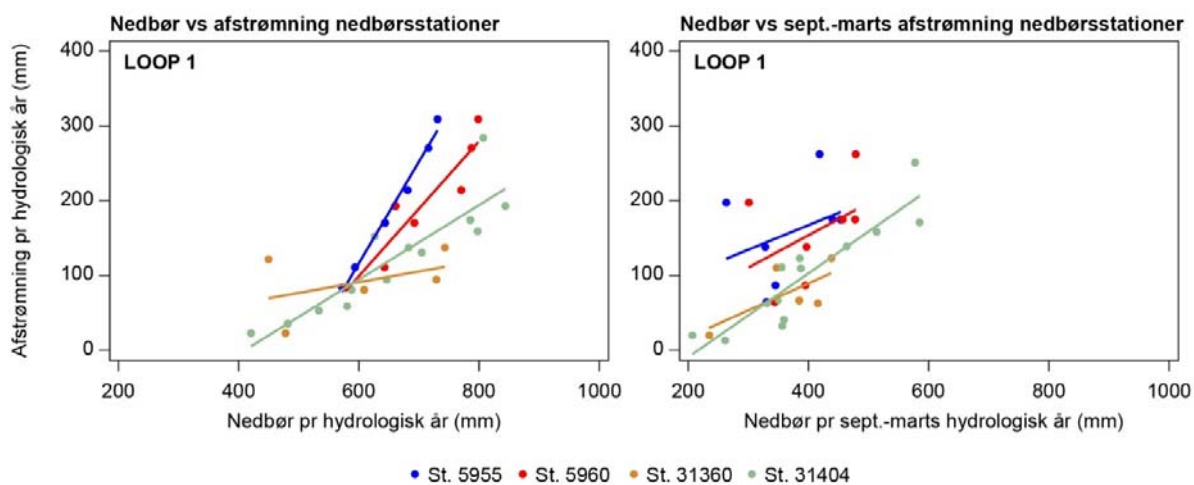 Nedbør vs afstrømning nedbørsstationer
Nedbør vs sept.-marts afstrømning nedbørsstationer
Afstrømning pr hydrologisk år (mm)
LOOP 1
400
300
200
100
0
200 400 600 800 1000
Nedbør pr hydrologisk år (mm)
LOOP 1
400
300
200
100
0
200 400 600 800 1000
Nedbør pr sept.-marts hydrologisk år (mm)
St. 5955 St. 5960 St. 31360 St. 31404